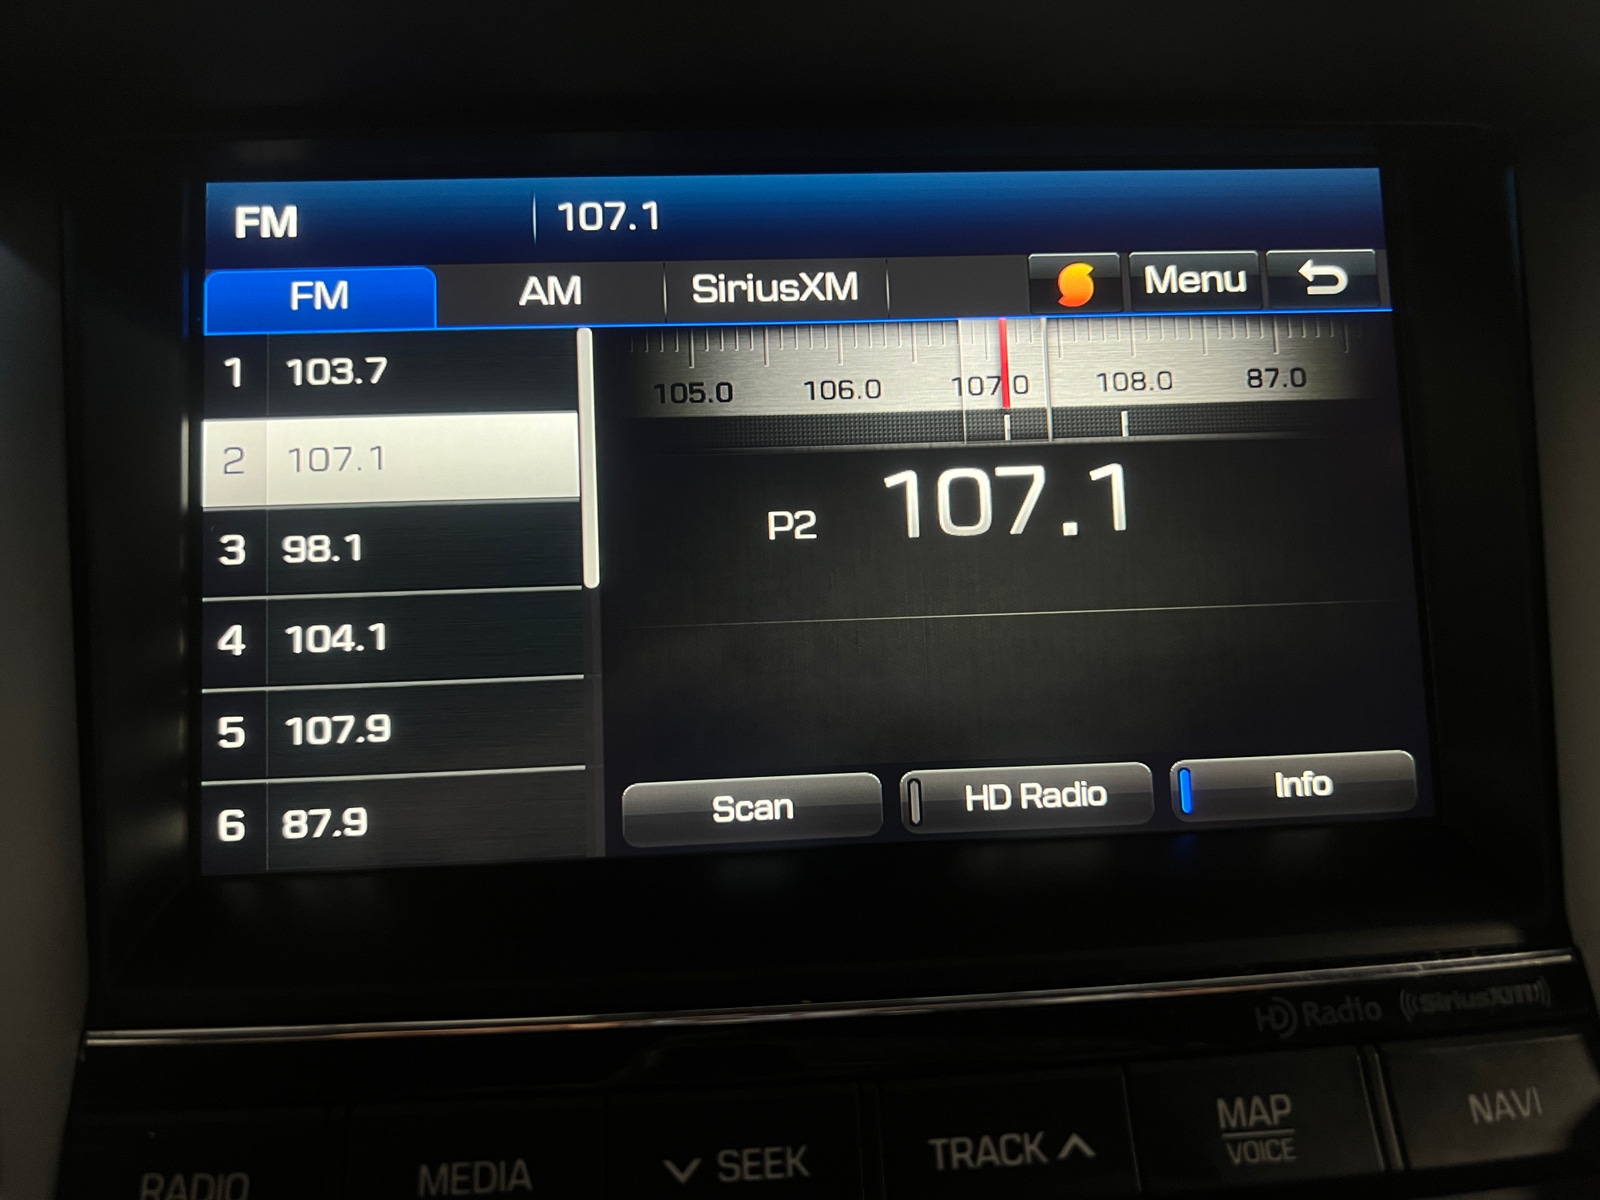 FM 107.1
FM AM SiriusXM Menu
1 103.7
2 107.1
3 98.1
4 104.1
5 107.9
6 87.9
105.0 106.0 107.0 108.0 87.0
P2 107.1
Scan HD Radio Info
HD Radio ((SiriusXM))
RADIO MEDIA SEEK TRACK MAP NAVI
VOICE